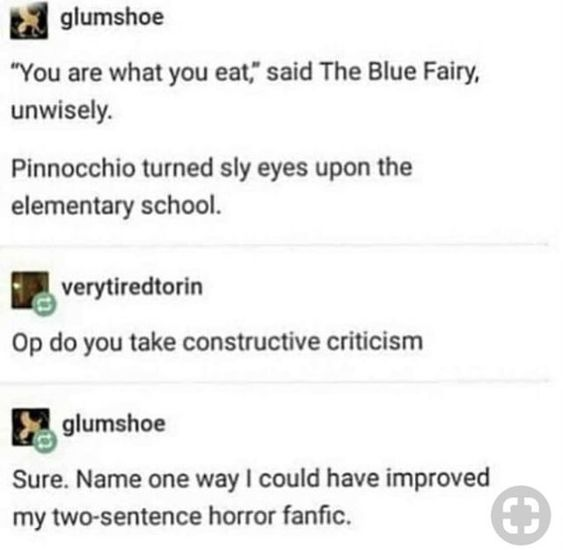 glumshoe
"You are what you eat," said The Blue Fairy,
unwisely.
Pinnocchio turned sly eyes upon the
elementary school.
verytiredtorin
Op do you take constructive criticism
glumshoe
Sure. Name one way I could have improved
my two-sentence horror fanfic.